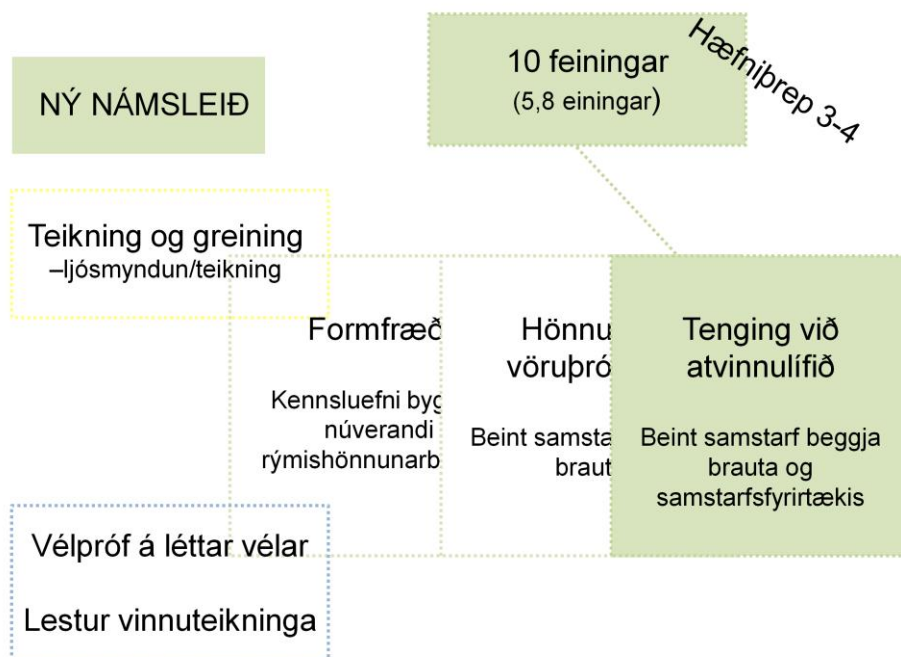 NÝ NÁMSLEIÐ
10 feiningar
(5,8 einingar)
Hæfniþrep 3-4
Teikning og greining
–ljósmyndun/teikning
Formfræð
Kennsluefni byg
núverandi
rýmishönnunarb
Hönnu
vöruþró
Beint samsta
braut
Tenging við
atvinnulífið
Beint samstarf beggja
brauta og
samstarfsfyrirtækis
Vélpróf á léttar vélar
Lestur vinnuteikninga